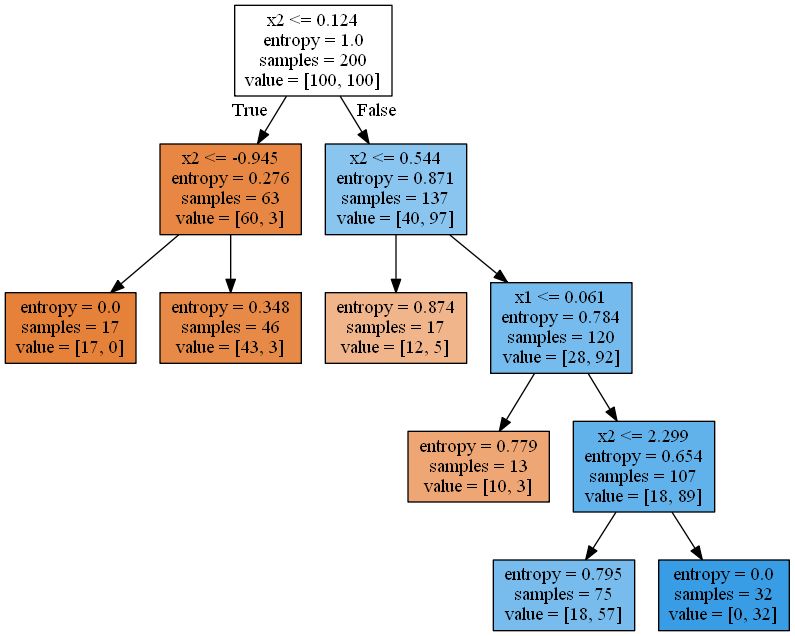 x2 <= 0.124
entropy = 1.0
samples = 200
value = [100, 100]
True
False
x2 <= -0.945
entropy = 0.276
samples = 63
value = [60, 3]
x2 <= 0.544
entropy = 0.871
samples = 137
value = [40, 97]
entropy = 0.0
samples = 17
value = [17, 0]
entropy = 0.348
samples = 46
value = [43, 3]
entropy = 0.874
samples = 17
value = [12, 5]
x1 <= 0.061
entropy = 0.784
samples = 120
value = [28, 92]
entropy = 0.779
samples = 13
value = [10, 3]
x2 <= 2.299
entropy = 0.654
samples = 107
value = [18, 89]
entropy = 0.795
samples = 75
value = [18, 57]
entropy = 0.0
samples = 32
value = [0, 32]